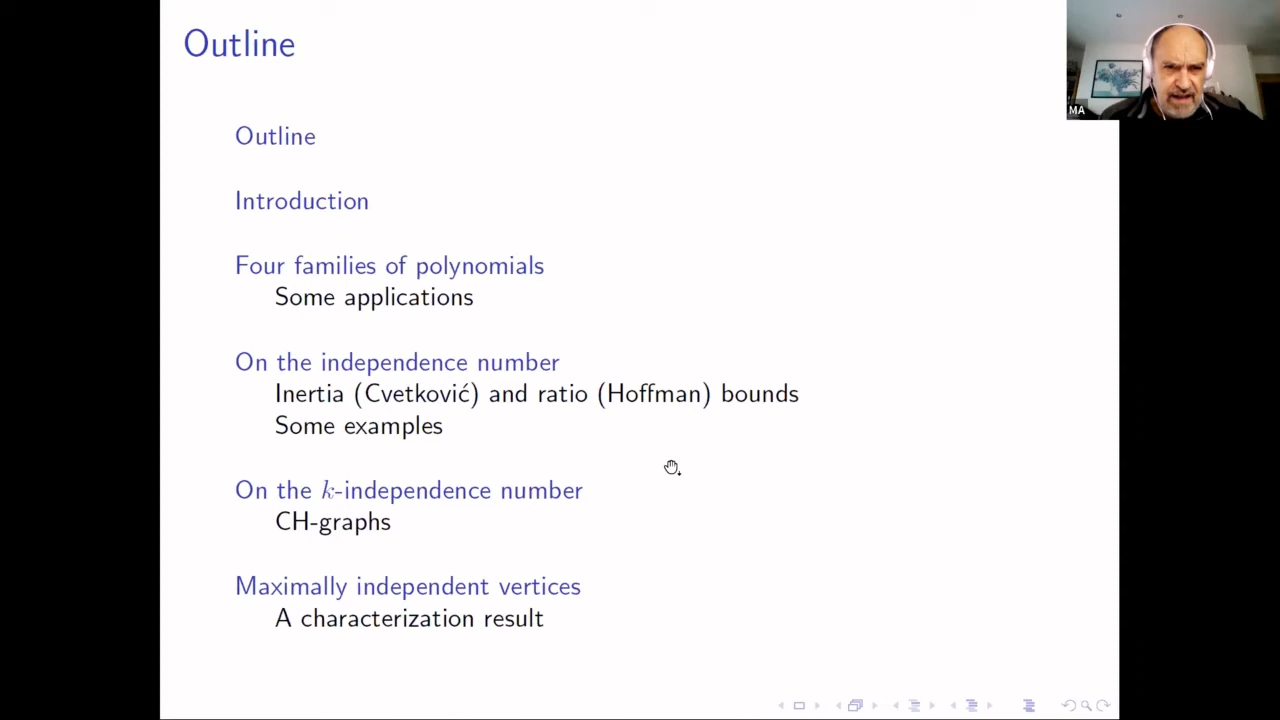 Outline
MA
Outline
Introduction
Four families of polynomials
Some applications
On the independence number
Inertia (Cvetković) and ratio (Hoffman) bounds
Some examples
On the k-independence number
CH-graphs
Maximally independent vertices
A characterization result